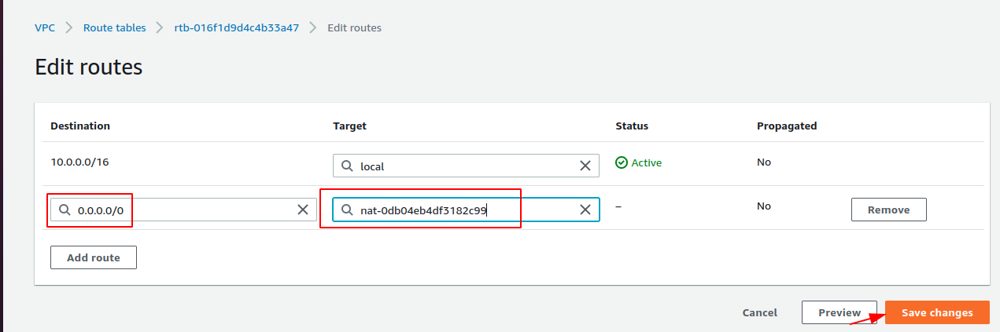 VPC Route tables rtb-016f1d9d4c4b33a47 Edit routes
Edit routes
Destination Target Status Propagated
10.0.0.0/16 local Active No
0.0.0.0/0 nat-0db04eb4df3182c99 – No Remove
Add route
Cancel Preview Save changes